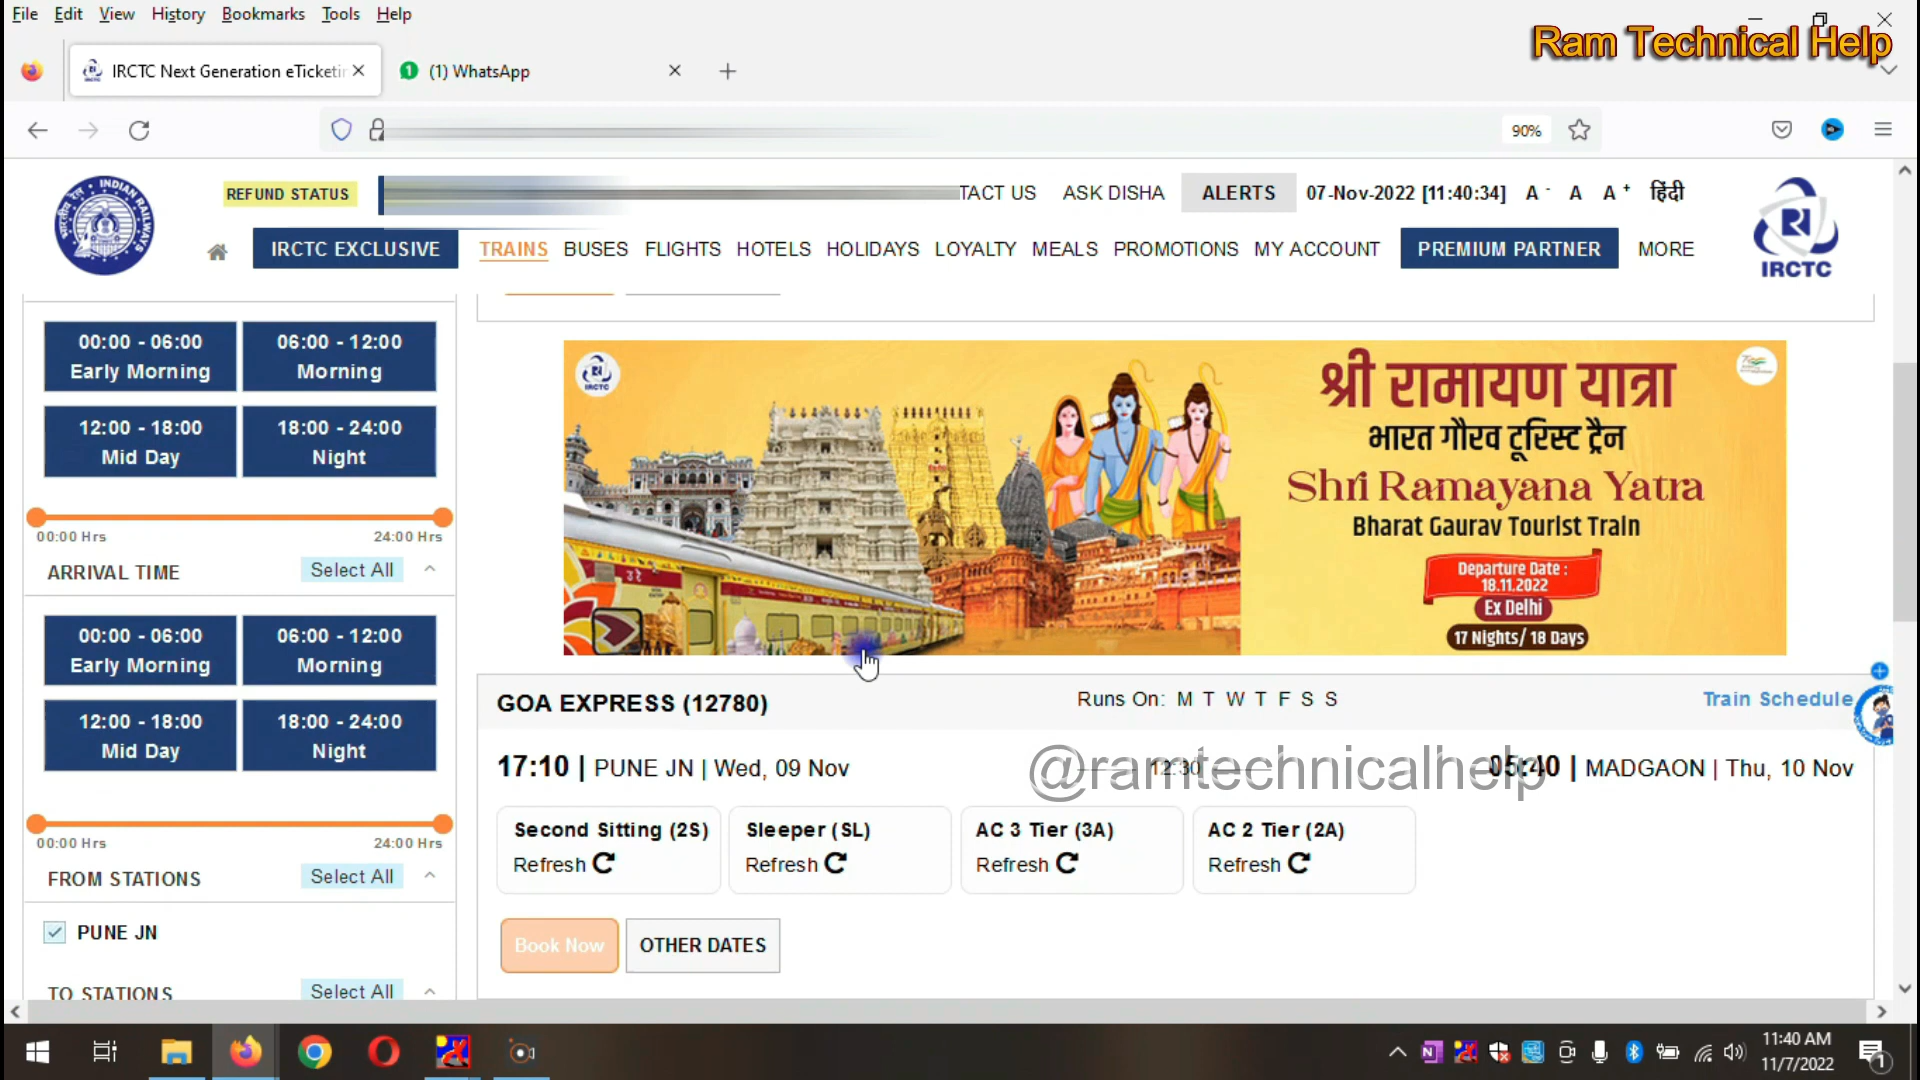 File Edit View History Bookmarks Tools Help
Ram Technical Help
IRCTC Next Generation eTicketin
(1) WhatsApp
90%
INDIAN
RAILWAYS
REFUND STATUS
TACT US ASK DISHA ALERTS 07-Nov-2022 [11:40:34] A - A A + हिंदी
IRCTC EXCLUSIVE TRAINS BUSES FLIGHTS HOTELS HOLIDAYS LOYALTY MEALS PROMOTIONS MY ACCOUNT PREMIUM PARTNER MORE
IRCTC
00:00 - 06:00
Early Morning
06:00 - 12:00
Morning
12:00 - 18:00
Mid Day
18:00 - 24:00
Night
00:00 Hrs 24:00 Hrs
ARRIVAL TIME Select All
00:00 - 06:00
Early Morning
06:00 - 12:00
Morning
12:00 - 18:00
Mid Day
18:00 - 24:00
Night
00:00 Hrs 24:00 Hrs
FROM STATIONS Select All
PUNE JN
TO STATIONS Select All
IRCTC
श्री रामायण यात्रा
भारत गौरव टूरिस्ट ट्रैन
Shri Ramayana Yatra
Bharat Gaurav Tourist Train
Departure Date :
18.11.2022
Ex Delhi
17 Nights/ 18 Days
GOA EXPRESS (12780) Runs On: M T W T F S S Train Schedule
17:10 | PUNE JN | Wed, 09 Nov 12:30 05:40 | MADGAON | Thu, 10 Nov
@ramtechnicalhelp
Second Sitting (2S) Sleeper (SL) AC 3 Tier (3A) AC 2 Tier (2A)
Refresh Refresh Refresh Refresh
Book Now OTHER DATES
11:40 AM
11/7/2022
1